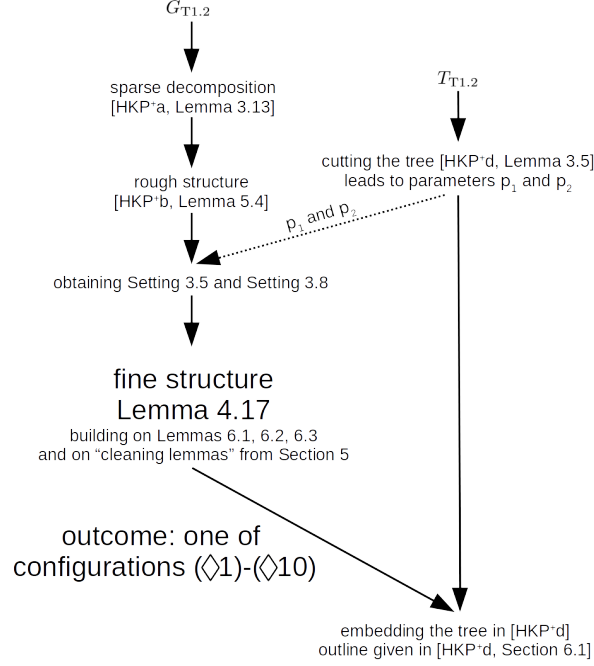 G_T1.2
sparse decomposition
[HKP⁺a, Lemma 3.13]
rough structure
[HKP⁺b, Lemma 5.4]
T_T1.2
cutting the tree [HKP⁺d, Lemma 3.5]
leads to parameters p₁ and p₂
p₁ and p₂
obtaining Setting 3.5 and Setting 3.8
fine structure
Lemma 4.17
building on Lemmas 6.1, 6.2, 6.3
and on “cleaning lemmas” from Section 5
outcome: one of
configurations (◊1)-(◊10)
embedding the tree in [HKP⁺d]
outline given in [HKP⁺d, Section 6.1]